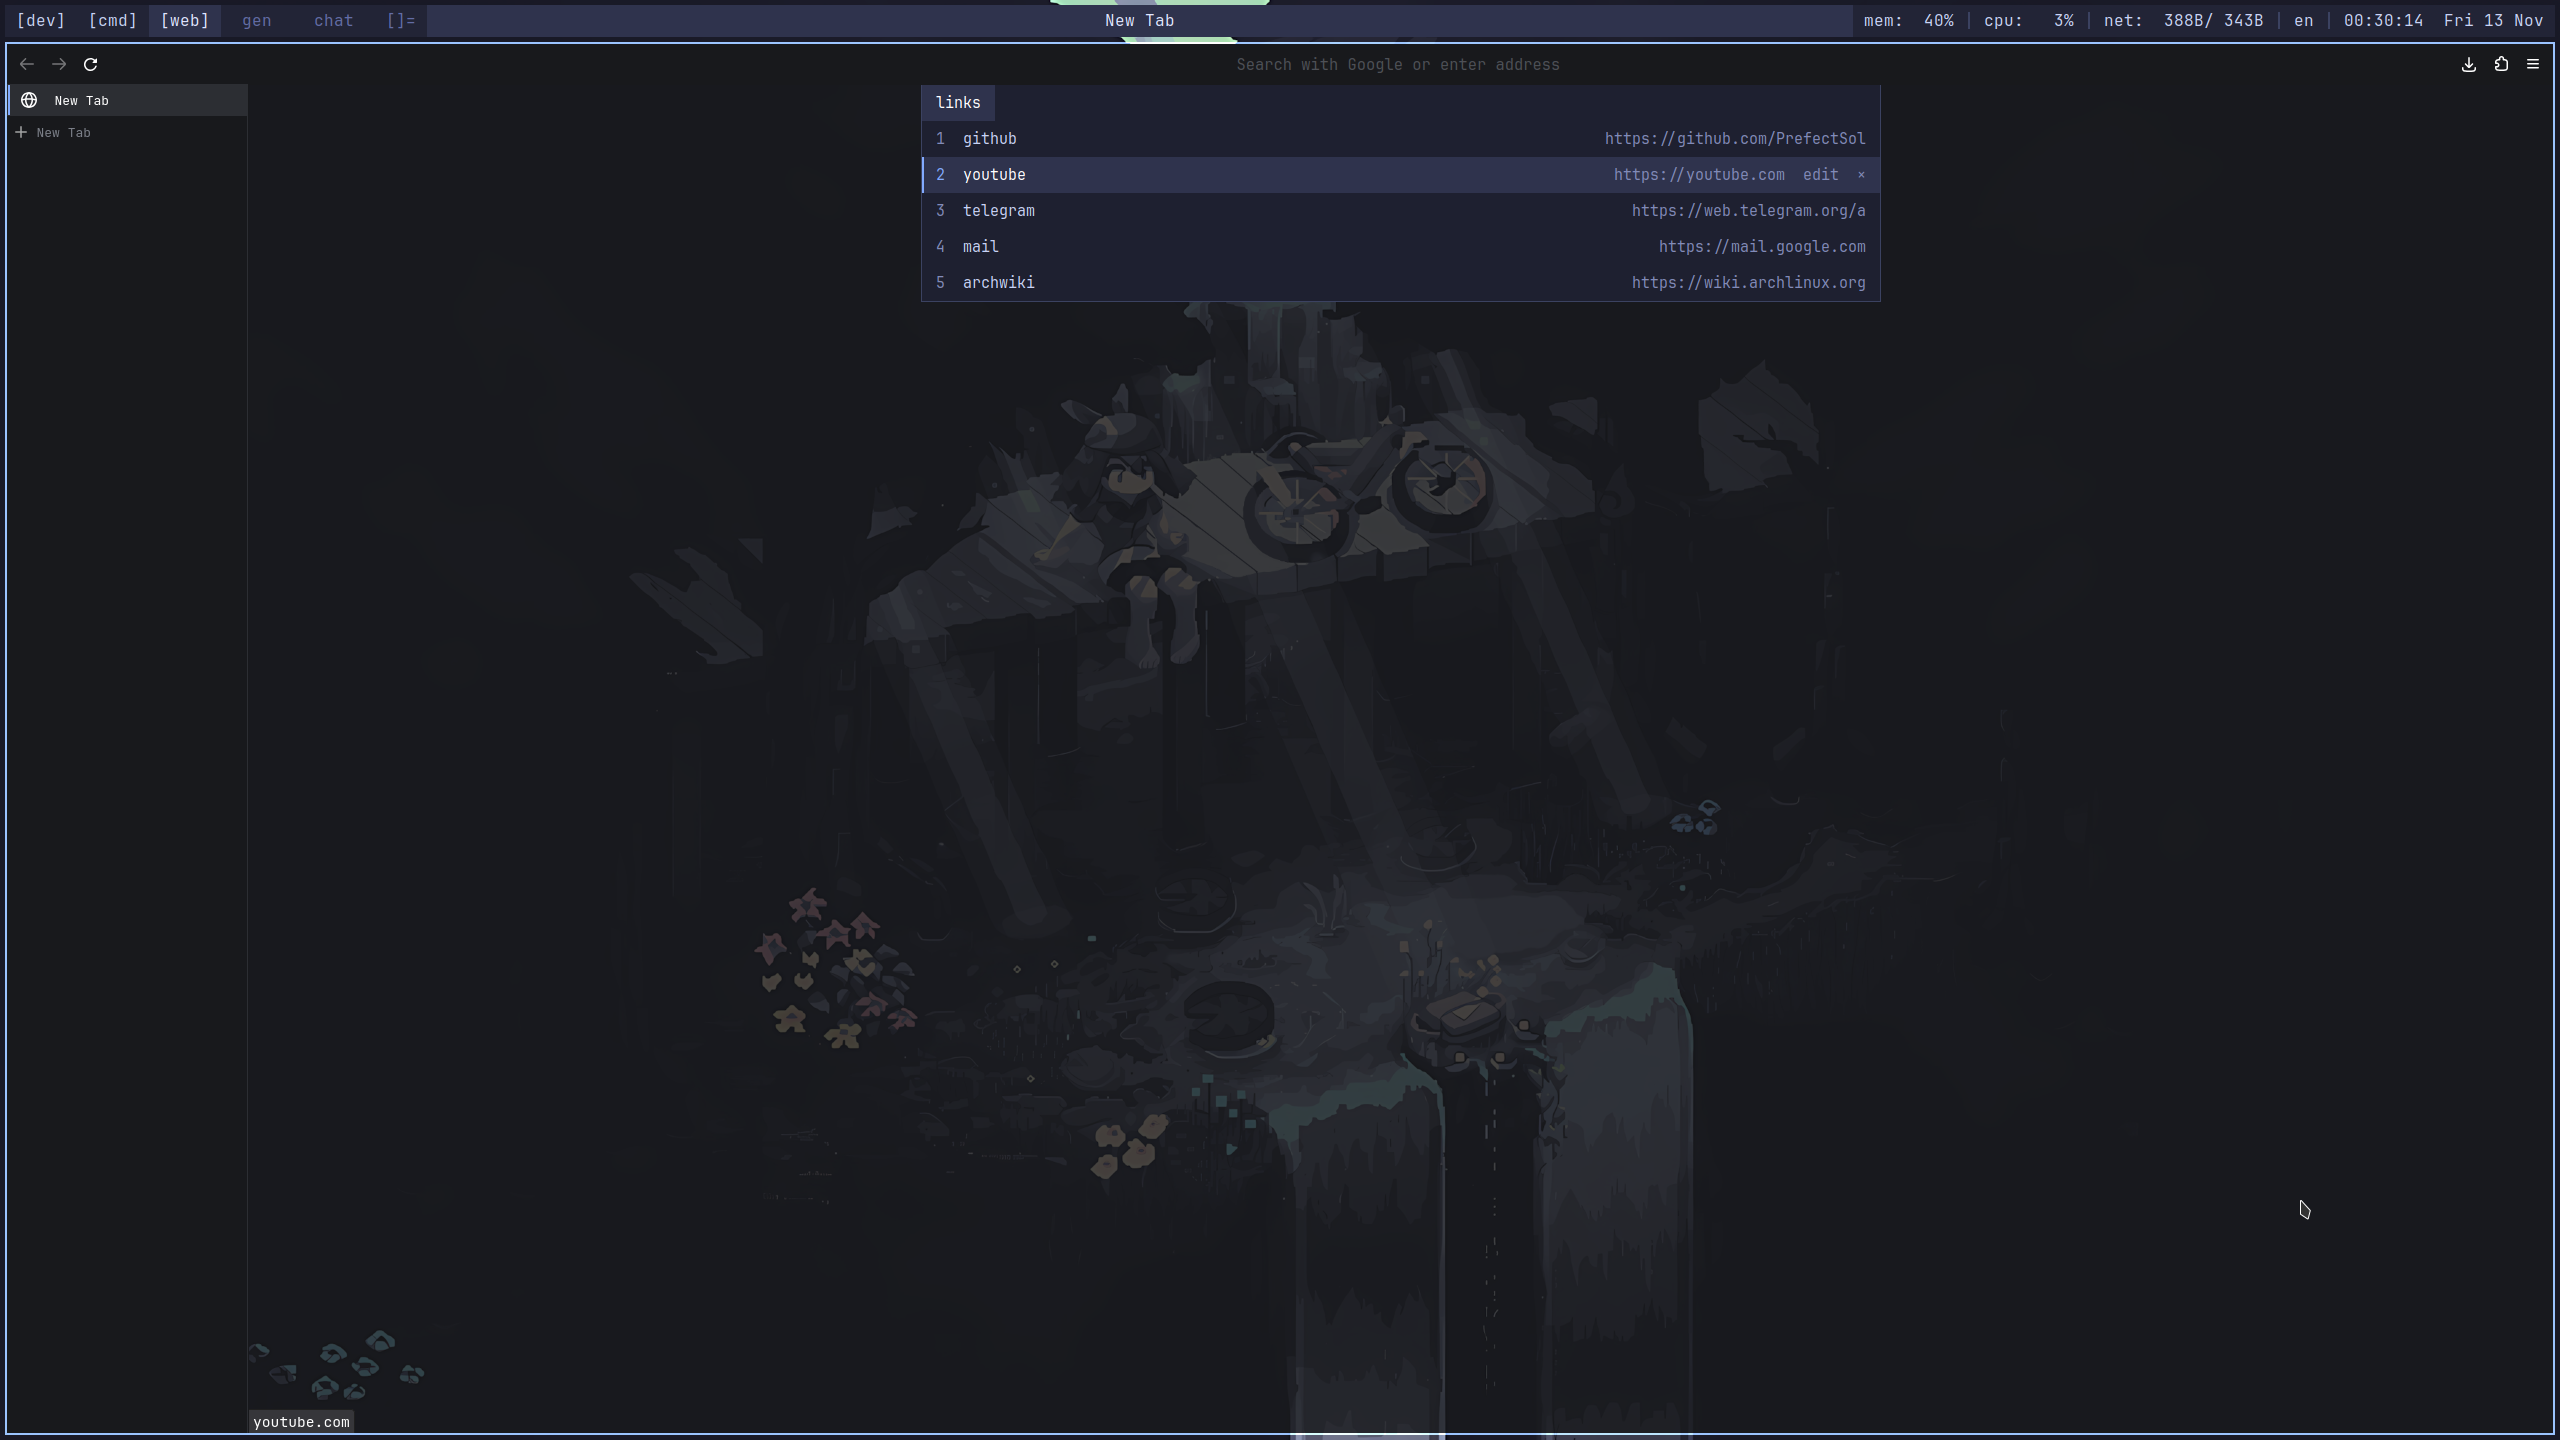 [dev] [cmd] [web] gen chat []= New Tab mem: 40% | cpu: 3% | net: 388B/ 343B | en | 00:30:14 Fri 13 Nov
Search with Google or enter address
New Tab
New Tab
links
1 github https://github.com/PrefectSol
2 youtube https://youtube.com edit ×
3 telegram https://web.telegram.org/a
4 mail https://mail.google.com
5 archwiki https://wiki.archlinux.org
youtube.com